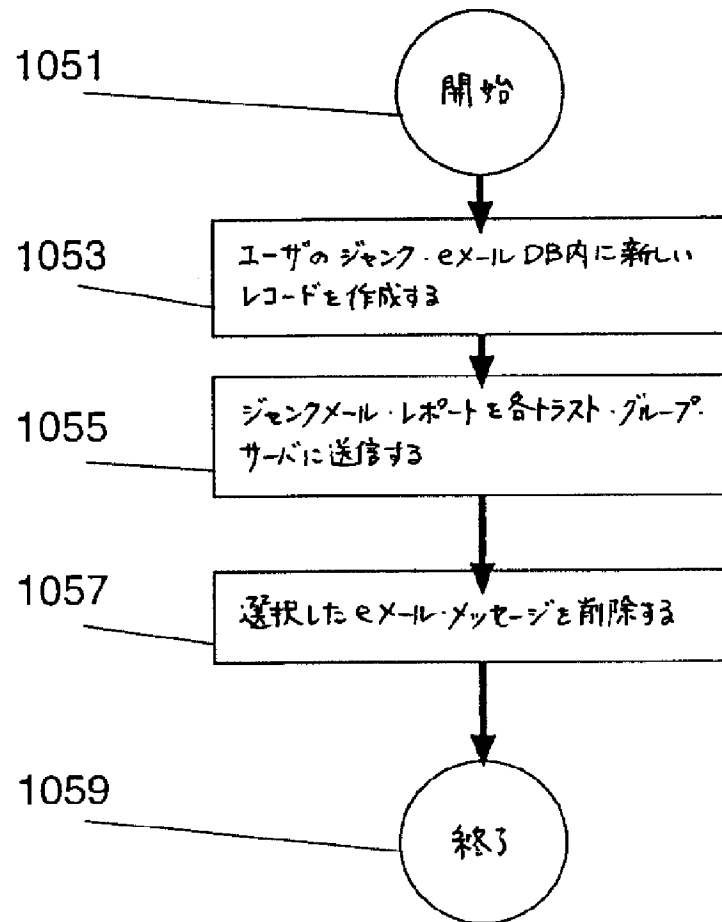 1051
開始
1053
ユーザのジャンク・eメールDB内に新しい
レコードを作成する
1055
ジャンクメール・レポートを各トラスト・グループ・
サーバに送信する
1057
選択したeメール・メッセージを削除する
1059
終了